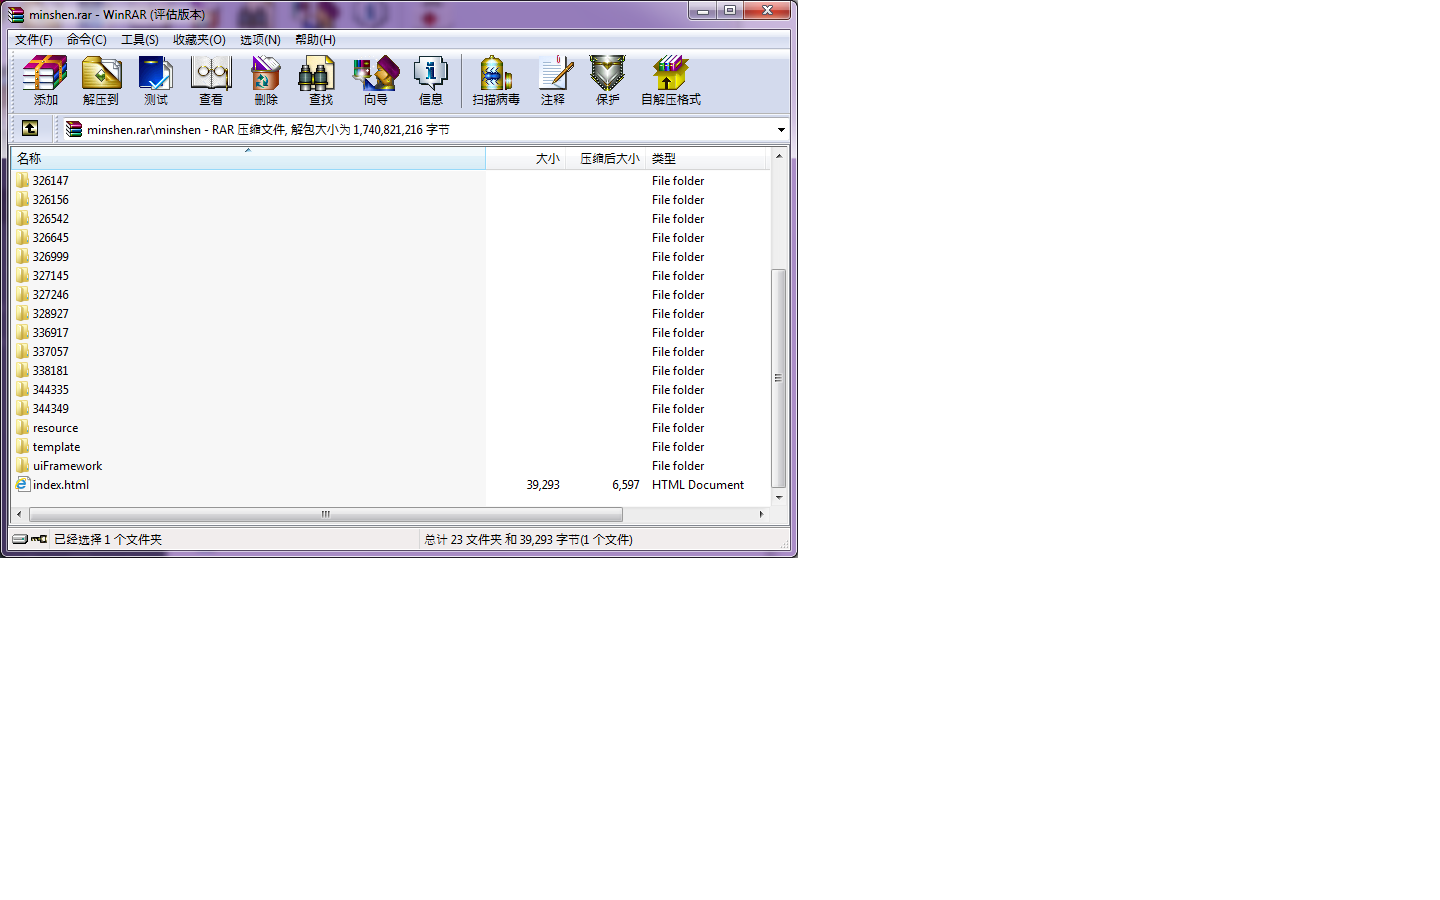 minshen.rar - WinRAR (评估版本)
文件(F) 命令(C) 工具(S) 收藏夹(O) 选项(N) 帮助(H)
添加 解压到 测试 查看 删除 查找 向导 信息 扫描病毒 注释 保护 自解压格式
minshen.rar\minshen - RAR 压缩文件, 解包大小为 1,740,821,216 字节
名称 大小 压缩后大小 类型
326147 File folder
326156 File folder
326542 File folder
326645 File folder
326999 File folder
327145 File folder
327246 File folder
328927 File folder
336917 File folder
337057 File folder
338181 File folder
344335 File folder
344349 File folder
resource File folder
template File folder
uiFramework File folder
index.html 39,293 6,597 HTML Document
已经选择 1 个文件夹 总计 23 文件夹 和 39,293 字节(1 个文件)